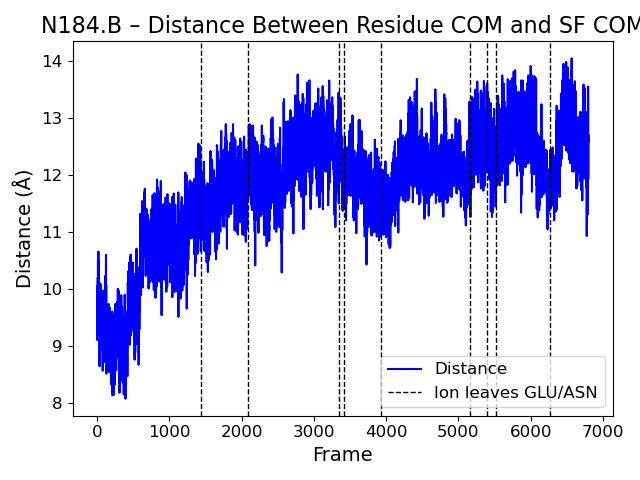 N184.B – Distance Between Residue COM and SF COM
14
13
12
11
10
9
8
Distance (Å)
Distance
Ion leaves GLU/ASN
0 1000 2000 3000 4000 5000 6000 7000
Frame